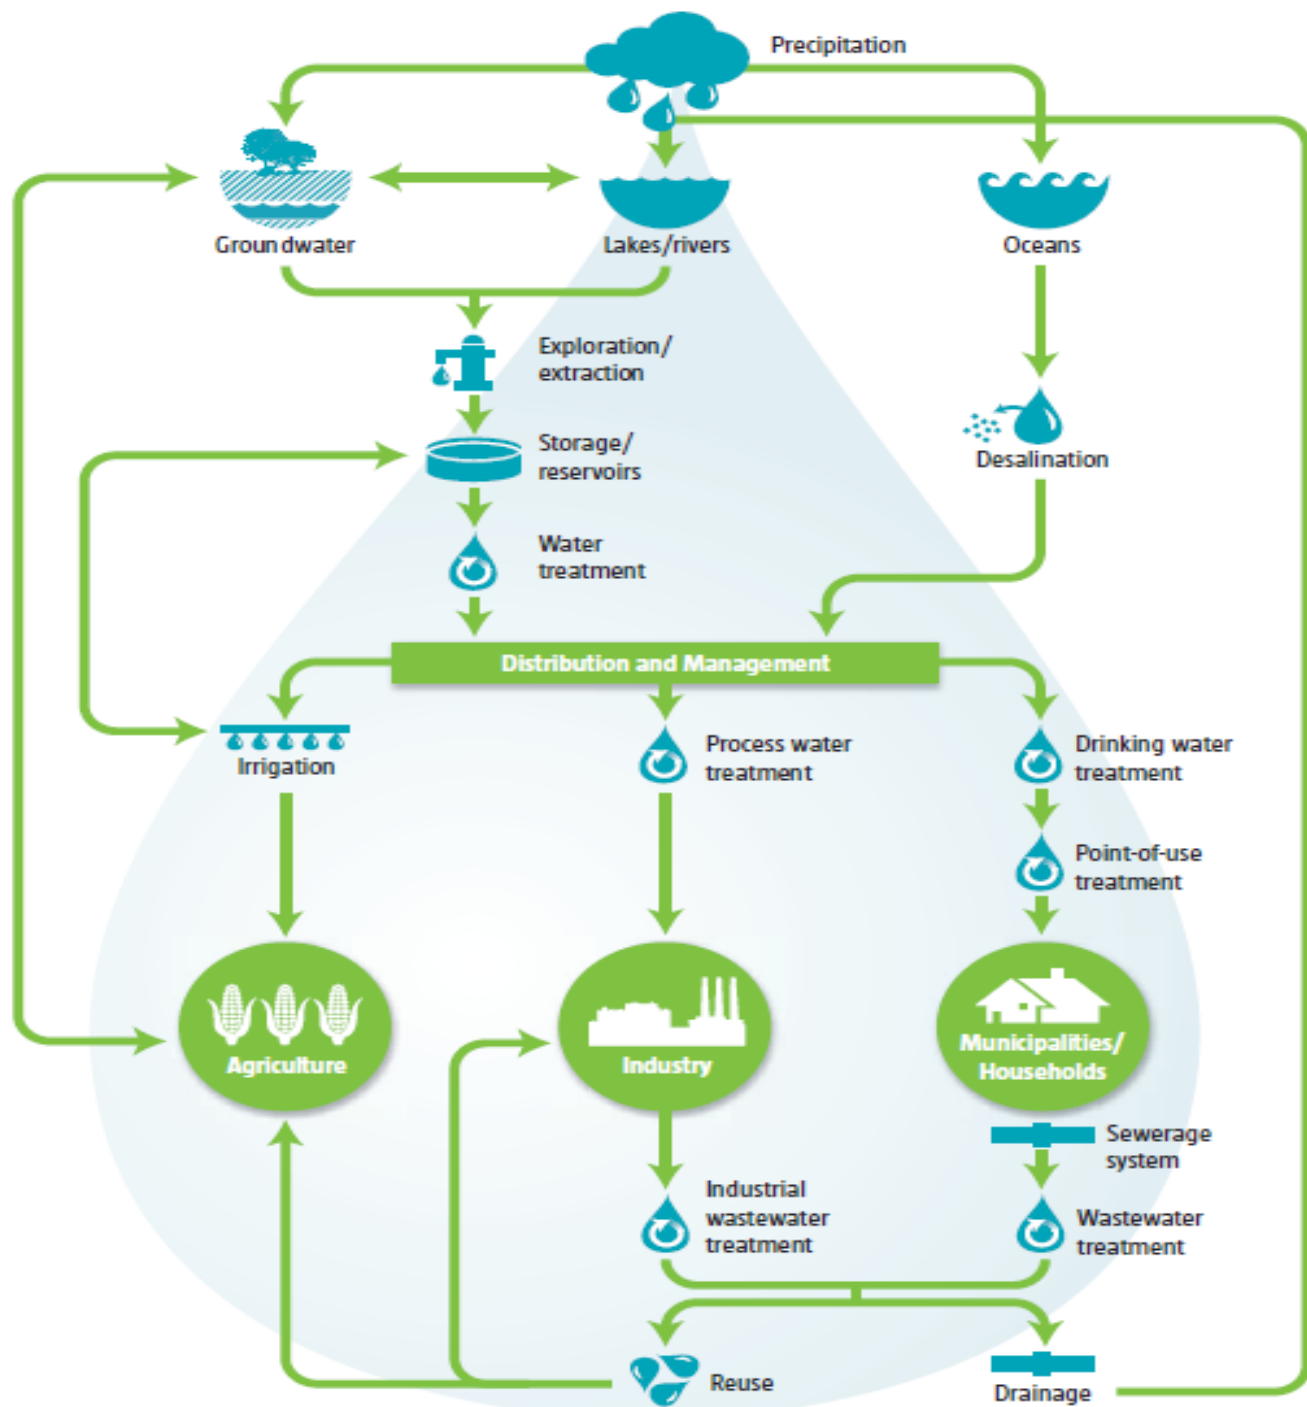 Precipitation
Groundwater
Lakes/rivers
Oceans
Exploration/
extraction
Storage/
reservoirs
Desalination
Water
treatment
Distribution and Management
Irrigation
Process water
treatment
Drinking water
treatment
Point-of-use
treatment
Agriculture
Industry
Municipalities/
Households
Sewerage
system
Industrial
wastewater
treatment
Wastewater
treatment
Reuse
Drainage